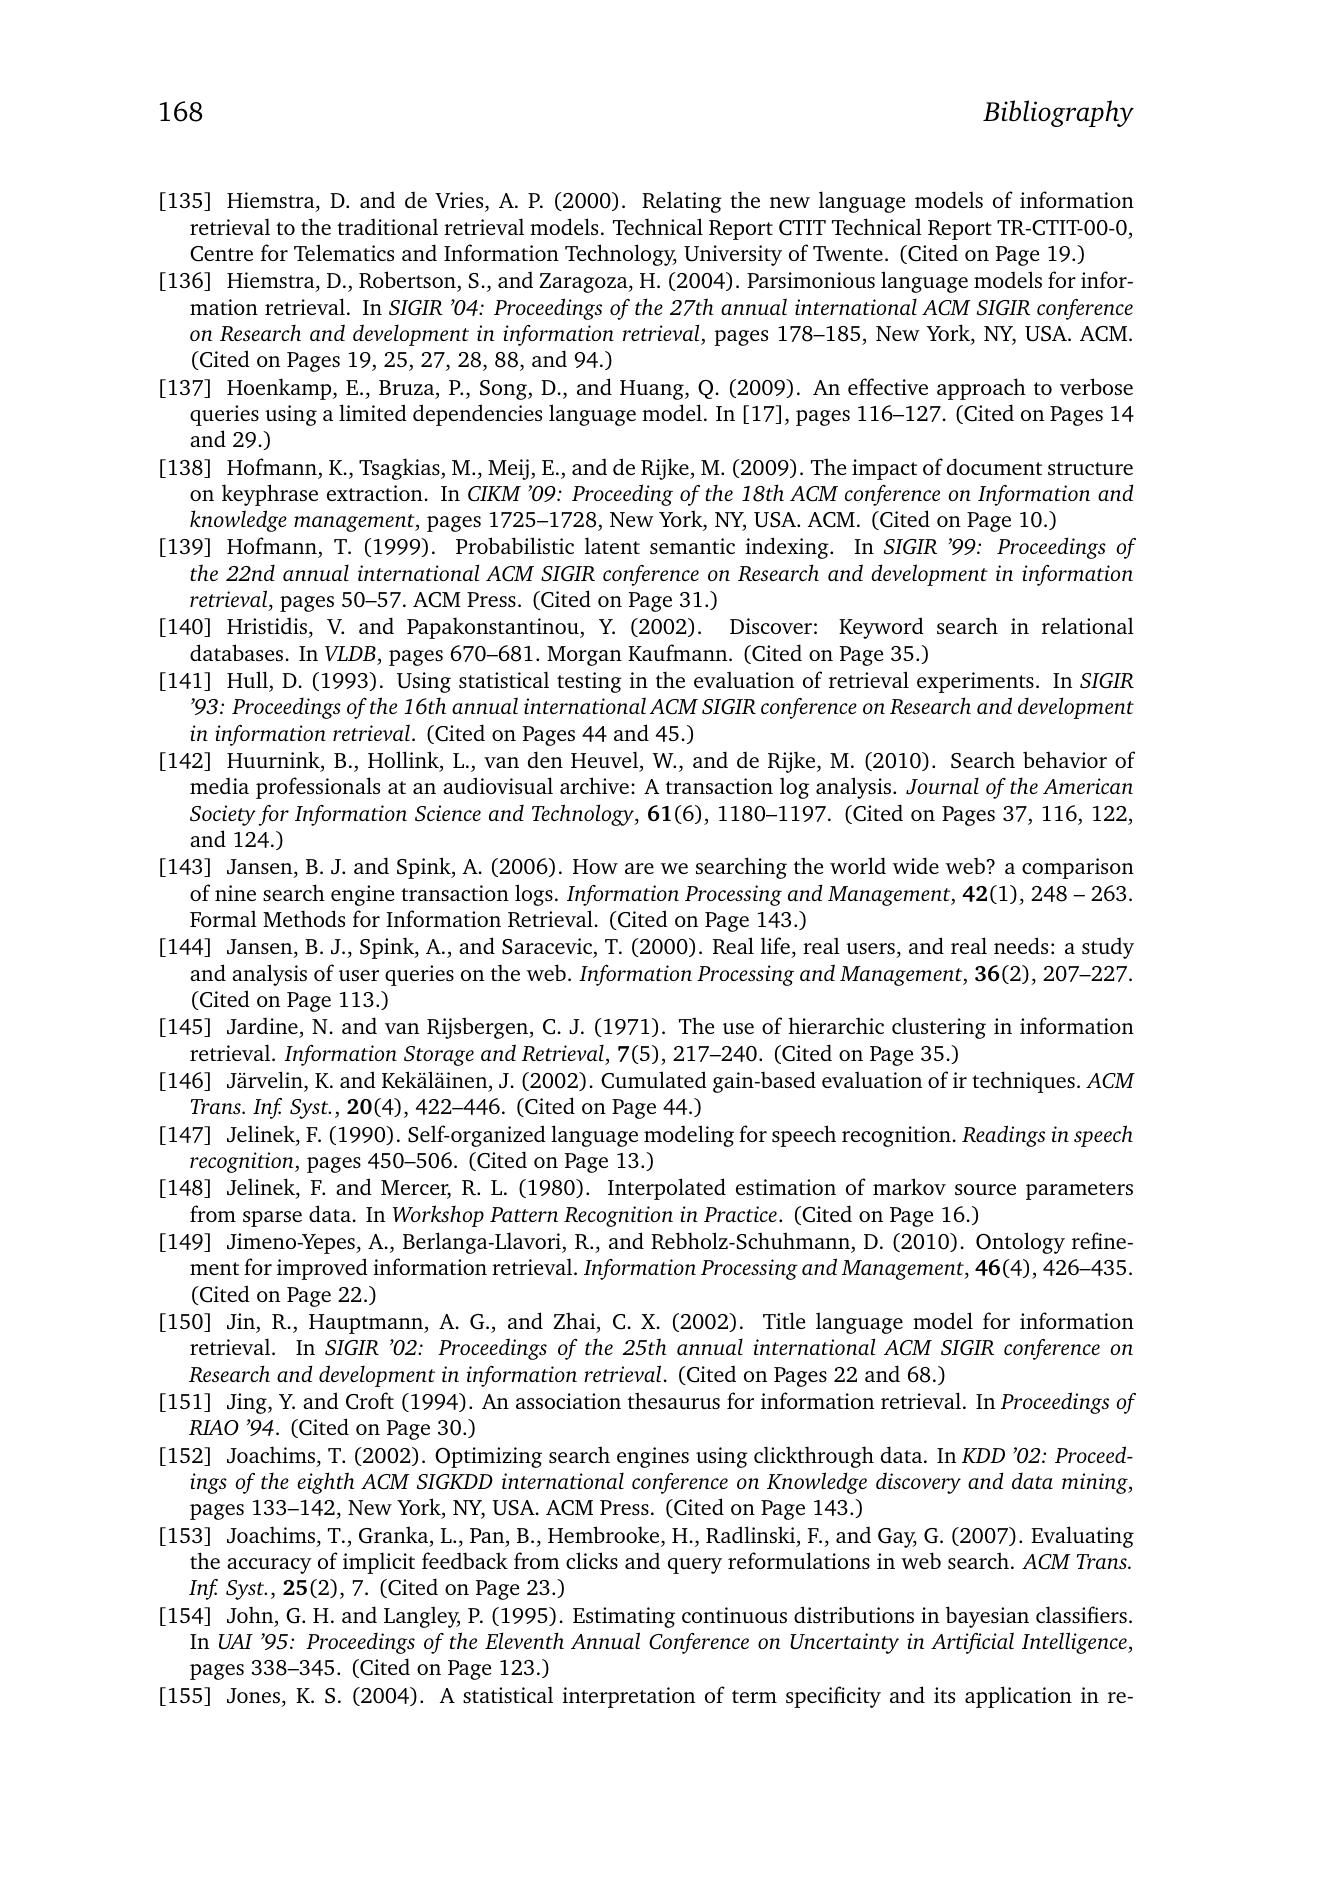 168 Bibliography
[135] Hiemstra, D. and de Vries, A. P. (2000). Relating the new language models of information
retrieval to the traditional retrieval models. Technical Report CTIT Technical Report TR-CTIT-00-0,
Centre for Telematics and Information Technology, University of Twente. (Cited on Page 19.)
[136] Hiemstra, D., Robertson, S., and Zaragoza, H. (2004). Parsimonious language models for infor-
mation retrieval. In SIGIR ’04: Proceedings of the 27th annual international ACM SIGIR conference
on Research and development in information retrieval, pages 178–185, New York, NY, USA. ACM.
(Cited on Pages 19, 25, 27, 28, 88, and 94.)
[137] Hoenkamp, E., Bruza, P., Song, D., and Huang, Q. (2009). An effective approach to verbose
queries using a limited dependencies language model. In [17], pages 116–127. (Cited on Pages 14
and 29.)
[138] Hofmann, K., Tsagkias, M., Meij, E., and de Rijke, M. (2009). The impact of document structure
on keyphrase extraction. In CIKM ’09: Proceeding of the 18th ACM conference on Information and
knowledge management, pages 1725–1728, New York, NY, USA. ACM. (Cited on Page 10.)
[139] Hofmann, T. (1999). Probabilistic latent semantic indexing. In SIGIR ’99: Proceedings of
the 22nd annual international ACM SIGIR conference on Research and development in information
retrieval, pages 50–57. ACM Press. (Cited on Page 31.)
[140] Hristidis, V. and Papakonstantinou, Y. (2002). Discover: Keyword search in relational
databases. In VLDB, pages 670–681. Morgan Kaufmann. (Cited on Page 35.)
[141] Hull, D. (1993). Using statistical testing in the evaluation of retrieval experiments. In SIGIR
’93: Proceedings of the 16th annual international ACM SIGIR conference on Research and development
in information retrieval. (Cited on Pages 44 and 45.)
[142] Huurnink, B., Hollink, L., van den Heuvel, W., and de Rijke, M. (2010). Search behavior of
media professionals at an audiovisual archive: A transaction log analysis. Journal of the American
Society for Information Science and Technology, 61(6), 1180–1197. (Cited on Pages 37, 116, 122,
and 124.)
[143] Jansen, B. J. and Spink, A. (2006). How are we searching the world wide web? a comparison
of nine search engine transaction logs. Information Processing and Management, 42(1), 248 – 263.
Formal Methods for Information Retrieval. (Cited on Page 143.)
[144] Jansen, B. J., Spink, A., and Saracevic, T. (2000). Real life, real users, and real needs: a study
and analysis of user queries on the web. Information Processing and Management, 36(2), 207–227.
(Cited on Page 113.)
[145] Jardine, N. and van Rijsbergen, C. J. (1971). The use of hierarchic clustering in information
retrieval. Information Storage and Retrieval, 7(5), 217–240. (Cited on Page 35.)
[146] Järvelin, K. and Kekäläinen, J. (2002). Cumulated gain-based evaluation of ir techniques. ACM
Trans. Inf. Syst., 20(4), 422–446. (Cited on Page 44.)
[147] Jelinek, F. (1990). Self-organized language modeling for speech recognition. Readings in speech
recognition, pages 450–506. (Cited on Page 13.)
[148] Jelinek, F. and Mercer, R. L. (1980). Interpolated estimation of markov source parameters
from sparse data. In Workshop Pattern Recognition in Practice. (Cited on Page 16.)
[149] Jimeno-Yepes, A., Berlanga-Llavori, R., and Rebholz-Schuhmann, D. (2010). Ontology refine-
ment for improved information retrieval. Information Processing and Management, 46(4), 426–435.
(Cited on Page 22.)
[150] Jin, R., Hauptmann, A. G., and Zhai, C. X. (2002). Title language model for information
retrieval. In SIGIR ’02: Proceedings of the 25th annual international ACM SIGIR conference on
Research and development in information retrieval. (Cited on Pages 22 and 68.)
[151] Jing, Y. and Croft (1994). An association thesaurus for information retrieval. In Proceedings of
RIAO ’94. (Cited on Page 30.)
[152] Joachims, T. (2002). Optimizing search engines using clickthrough data. In KDD ’02: Proceed-
ings of the eighth ACM SIGKDD international conference on Knowledge discovery and data mining,
pages 133–142, New York, NY, USA. ACM Press. (Cited on Page 143.)
[153] Joachims, T., Granka, L., Pan, B., Hembrooke, H., Radlinski, F., and Gay, G. (2007). Evaluating
the accuracy of implicit feedback from clicks and query reformulations in web search. ACM Trans.
Inf. Syst., 25(2), 7. (Cited on Page 23.)
[154] John, G. H. and Langley, P. (1995). Estimating continuous distributions in bayesian classifiers.
In UAI ’95: Proceedings of the Eleventh Annual Conference on Uncertainty in Artificial Intelligence,
pages 338–345. (Cited on Page 123.)
[155] Jones, K. S. (2004). A statistical interpretation of term specificity and its application in re-